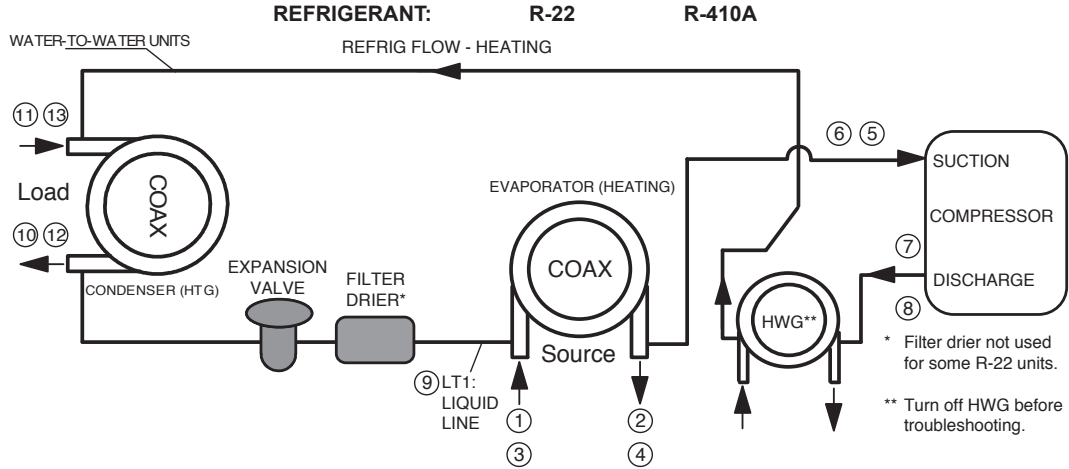 REFRIGERANT: R-22 R-410A
WATER-TO-WATER UNITS
REFRIG FLOW - HEATING
11 13
6 5
SUCTION
Load
COAX
EVAPORATOR (HEATING)
COMPRESSOR
10 12
7
EXPANSION
VALVE
FILTER
DRIER*
COAX
DISCHARGE
CONDENSER (HTG)
8
HWG**
Source
* Filter drier not used
for some R-22 units.
9 LT1:
LIQUID
LINE
1
2
3
4
** Turn off HWG before
troubleshooting.